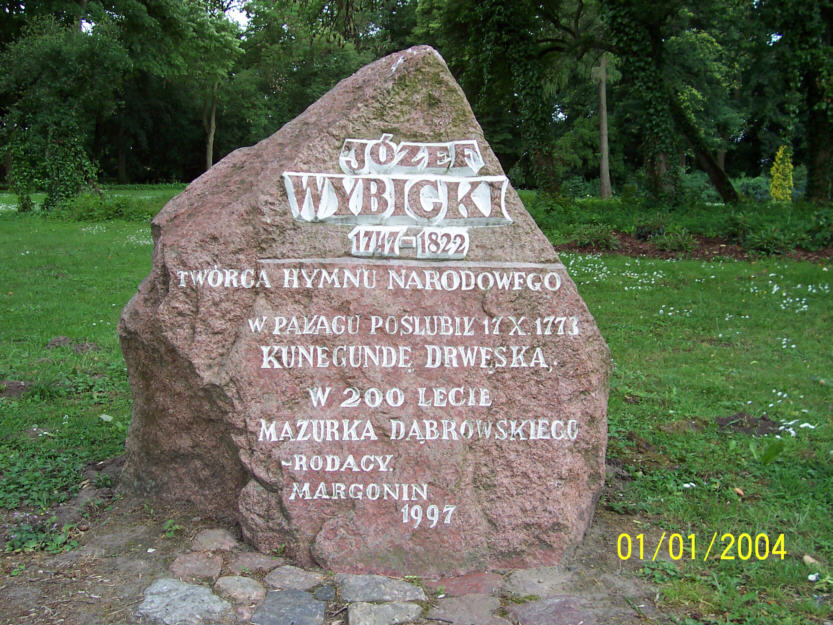 JÓZEF
WYBICKI
1747-1822
TWÓRCA HYMNU NARODOWEGO
W PAŁACU POŚLUBIŁ 17 X. 1773
KUNEGUNDĘ DRWĘSKĄ,
W 200 LECIE
MAZURKA DĄBROWSKIEGO
-RODACY.
MARGONIN
1997
01/01/2004